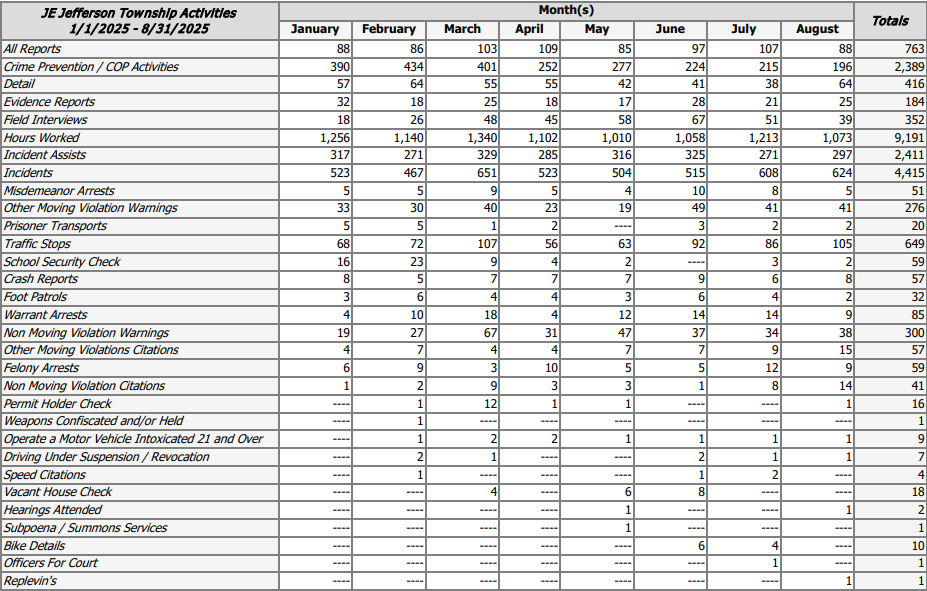 JE Jefferson Township Activities
1/1/2025 - 8/31/2025
Month(s)
Totals
January February March April May June July August
All Reports 88 86 103 109 85 97 107 88 763
Crime Prevention / COP Activities 390 434 401 252 277 224 215 196 2,389
Detail 57 64 55 55 42 41 38 64 416
Evidence Reports 32 18 25 18 17 28 21 25 184
Field Interviews 18 26 48 45 58 67 51 39 352
Hours Worked 1,256 1,140 1,340 1,102 1,010 1,058 1,213 1,073 9,191
Incident Assists 317 271 329 285 316 325 271 297 2,411
Incidents 523 467 651 523 504 515 608 624 4,415
Misdemeanor Arrests 5 5 9 5 4 10 8 5 51
Other Moving Violation Warnings 33 30 40 23 19 49 41 41 276
Prisoner Transports 5 5 1 2 ---- 3 2 2 20
Traffic Stops 68 72 107 56 63 92 86 105 649
School Security Check 16 23 9 4 2 ---- 3 2 59
Crash Reports 8 5 7 7 7 9 6 8 57
Foot Patrols 3 6 4 4 3 6 4 2 32
Warrant Arrests 4 10 18 4 12 14 14 9 85
Non Moving Violation Warnings 19 27 67 31 47 37 34 38 300
Other Moving Violations Citations 4 7 4 4 7 7 9 15 57
Felony Arrests 6 9 3 10 5 5 12 9 59
Non Moving Violation Citations 1 2 9 3 3 1 8 14 41
Permit Holder Check ---- 1 12 1 1 ---- ---- 1 16
Weapons Confiscated and/or Held ---- 1 ---- ---- ---- ---- ---- ---- 1
Operate a Motor Vehicle Intoxicated 21 and Over ---- 1 2 2 1 1 1 1 9
Driving Under Suspension / Revocation ---- 2 1 ---- ---- 2 1 1 7
Speed Citations ---- 1 ---- ---- ---- 1 2 ---- 4
Vacant House Check ---- ---- 4 ---- 6 8 ---- ---- 18
Hearings Attended ---- ---- ---- ---- 1 ---- ---- 1 2
Subpoena / Summons Services ---- ---- ---- ---- 1 ---- ---- ---- 1
Bike Details ---- ---- ---- ---- ---- 6 4 ---- 10
Officers For Court ---- ---- ---- ---- ---- ---- 1 ---- 1
Replevin's ---- ---- ---- ---- ---- ---- ---- 1 1